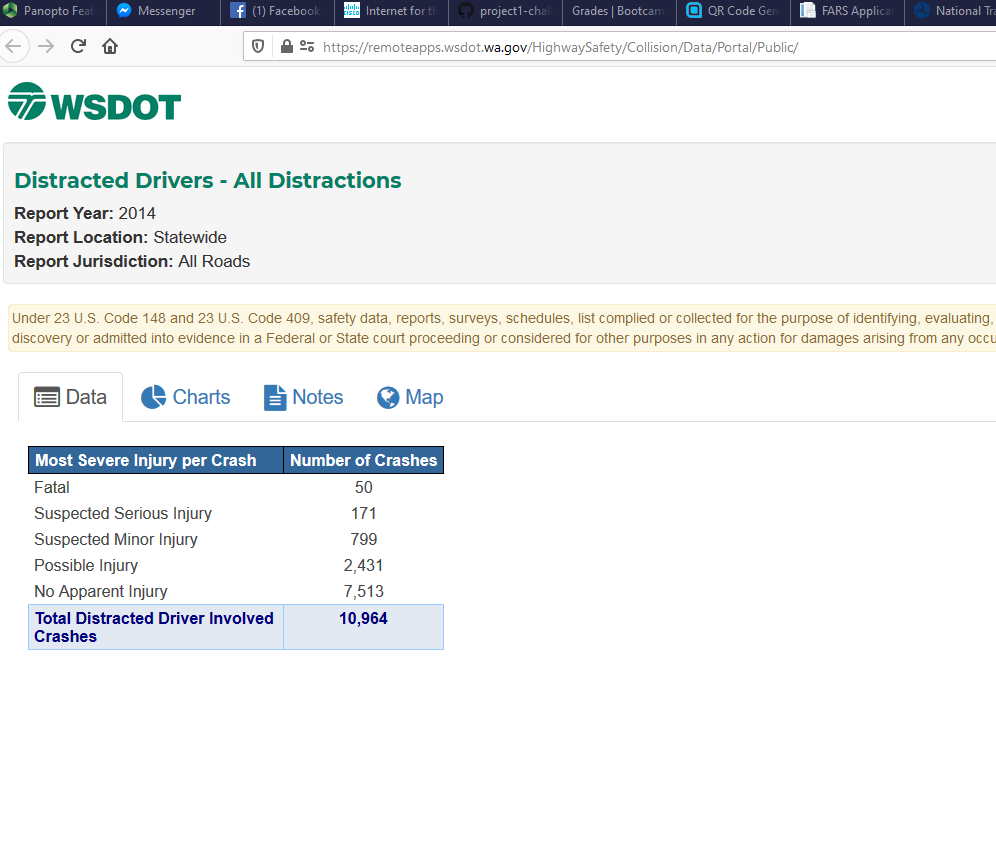 Panopto Feat Messenger (1) Facebook Internet for th project1-chal Grades | Bootcam QR Code Gen FARS Applicat National Tra
https://remoteapps.wsdot.wa.gov/HighwaySafety/Collision/Data/Portal/Public/
WSDOT
Distracted Drivers - All Distractions
Report Year: 2014
Report Location: Statewide
Report Jurisdiction: All Roads
Under 23 U.S. Code 148 and 23 U.S. Code 409, safety data, reports, surveys, schedules, list complied or collected for the purpose of identifying, evaluating,
discovery or admitted into evidence in a Federal or State court proceeding or considered for other purposes in any action for damages arising from any occu
Data Charts Notes Map
Most Severe Injury per Crash Number of Crashes
Fatal 50
Suspected Serious Injury 171
Suspected Minor Injury 799
Possible Injury 2,431
No Apparent Injury 7,513
Total Distracted Driver Involved 10,964
Crashes